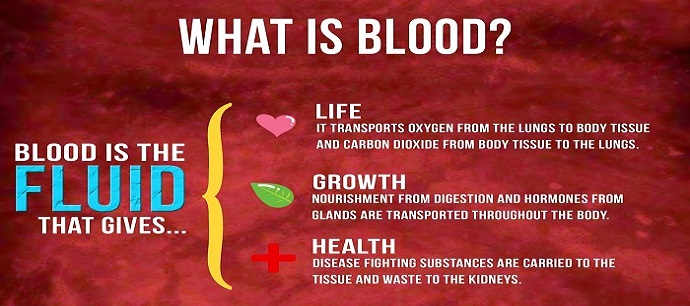 WHAT IS BLOOD?
BLOOD IS THE
FLUID
THAT GIVES...
LIFE
IT TRANSPORTS OXYGEN FROM THE LUNGS TO BODY TISSUE
AND CARBON DIOXIDE FROM BODY TISSUE TO THE LUNGS.
GROWTH
NOURISHMENT FROM DIGESTION AND HORMONES FROM
GLANDS ARE TRANSPORTED THROUGHOUT THE BODY.
HEALTH
DISEASE FIGHTING SUBSTANCES ARE CARRIED TO THE
TISSUE AND WASTE TO THE KIDNEYS.